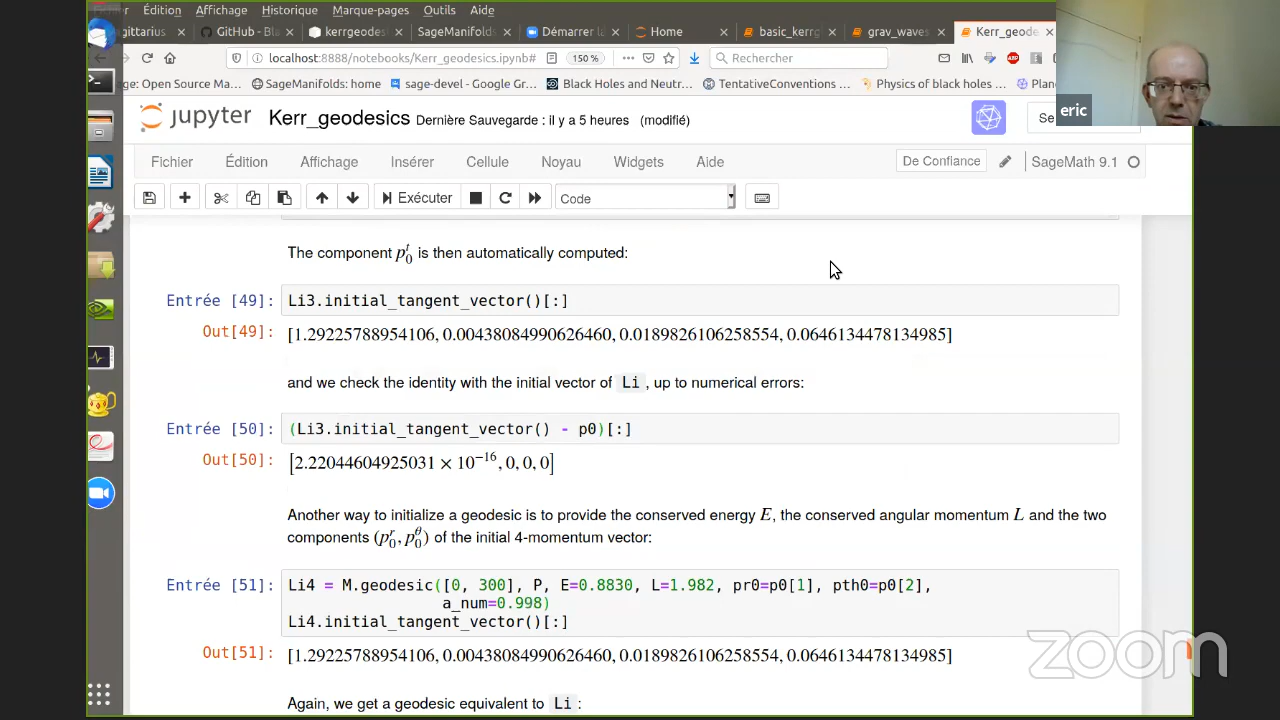 Édition Affichage Historique Marque-pages Outils Aide
gittarius GitHub - Bla kerrgeodes SageManifolds Démarrer la Home basic_kerrg grav_waves Kerr_geode
localhost:8888/notebooks/Kerr_geodesics.ipynb# 150 % Rechercher
ge: Open Source Ma SageManifolds: home sage-devel - Google Gr… Black Holes and Neutr… TentativeConventions … Physics of black holes … Plan
eric
jupyter Kerr_geodesics Dernière Sauvegarde : il y a 5 heures (modifié) Se
Fichier Édition Affichage Insérer Cellule Noyau Widgets Aide De Confiance SageMath 9.1
Exécuter Code
The component p_0^t is then automatically computed:
Entrée [49]: Li3.initial_tangent_vector()[:]
Out[49]: [1.29225788954106, 0.00438084990626460, 0.0189826106258554, 0.0646134478134985]
and we check the identity with the initial vector of Li, up to numerical errors:
Entrée [50]: (Li3.initial_tangent_vector() - p0)[:]
Out[50]: [2.22044604925031 × 10⁻¹⁶, 0, 0, 0]
Another way to initialize a geodesic is to provide the conserved energy E, the conserved angular momentum L and the two
components (p_0^r, p_0^θ) of the initial 4-momentum vector:
Entrée [51]: Li4 = M.geodesic([0, 300], P, E=0.8830, L=1.982, pr0=p0[1], pth0=p0[2],
a_num=0.998)
Li4.initial_tangent_vector()[:]
Out[51]: [1.29225788954106, 0.00438084990626460, 0.0189826106258554, 0.0646134478134985]
zoom
Again, we get a geodesic equivalent to Li: